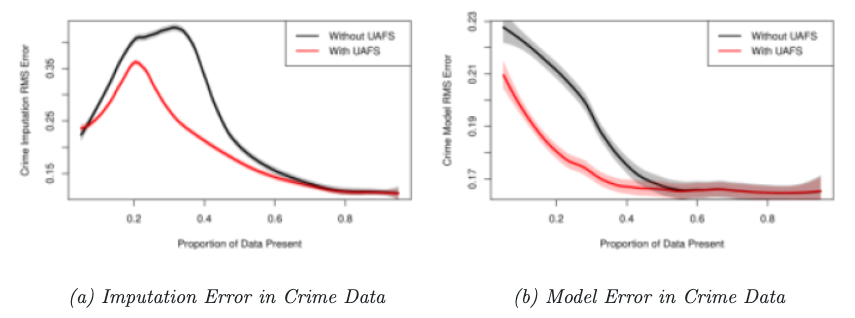 Crime Imputation RMS Error
0.35
0.25
0.15
Without UAFS
With UAFS
0.2 0.4 0.6 0.8
Proportion of Data Present
(a) Imputation Error in Crime Data
Crime Model RMS Error
0.23
0.21
0.19
0.17
Without UAFS
With UAFS
0.2 0.4 0.6 0.8
Proportion of Data Present
(b) Model Error in Crime Data